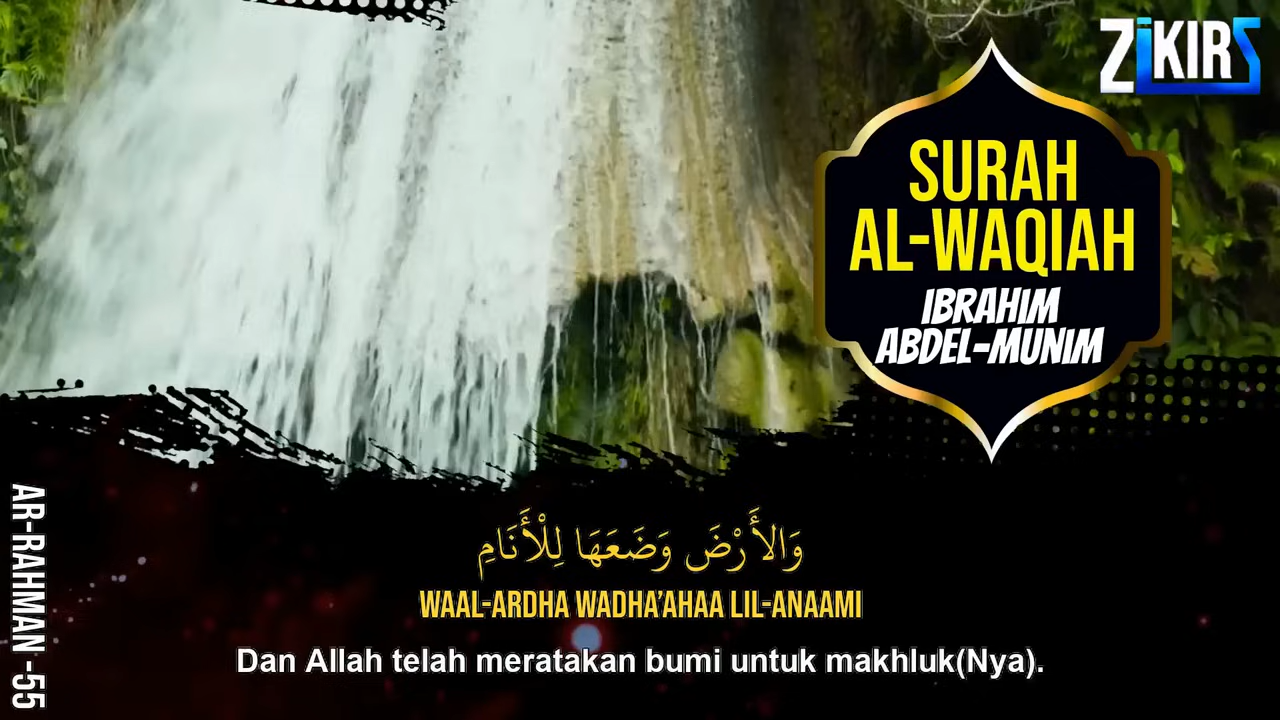 ZIKIRS
SURAH
AL-WAQIAH
IBRAHIM
ABDEL-MUNIM
AR-RAHMAN -55
وَالأَرْضَ وَضَعَهَا لِلْأَنَامِ
WAAL-ARDHA WADHA’AHAA LIL-ANAAMI
Dan Allah telah meratakan bumi untuk makhluk(Nya).